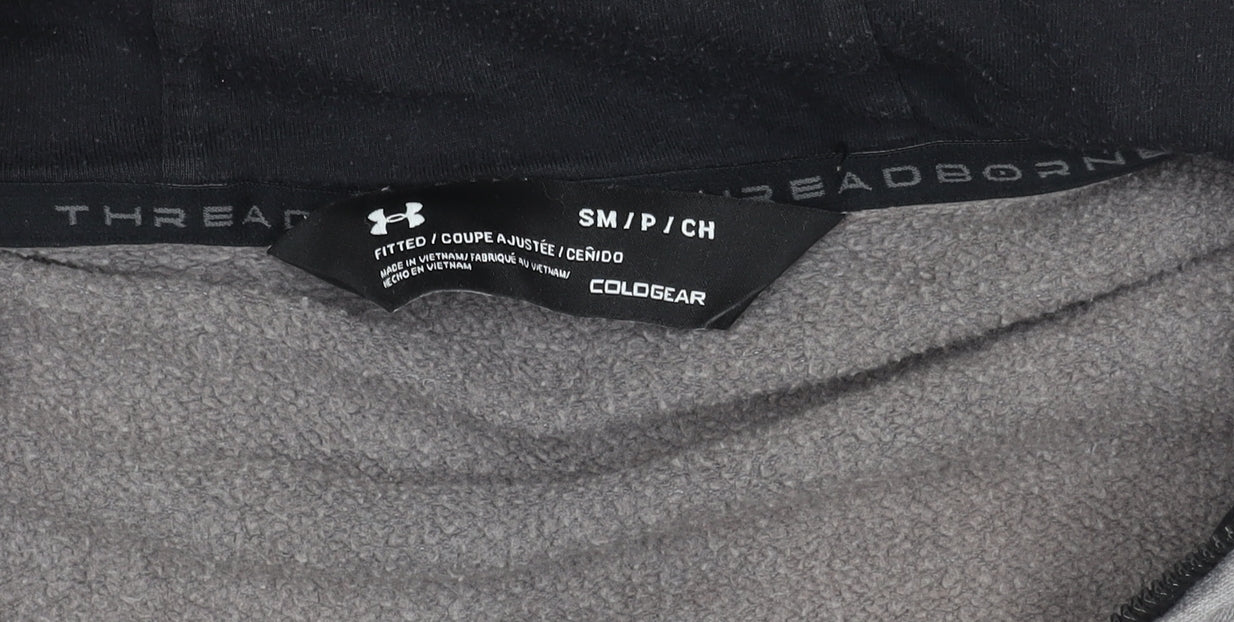 THREAD
THREADBORNE
SM / P / CH
FITTED / COUPE AJUSTÉE / CEÑIDO
MADE IN VIETNAM/ FABRIQUÉ AU VIETNAM/
HECHO EN VIETNAM
COLDGEAR